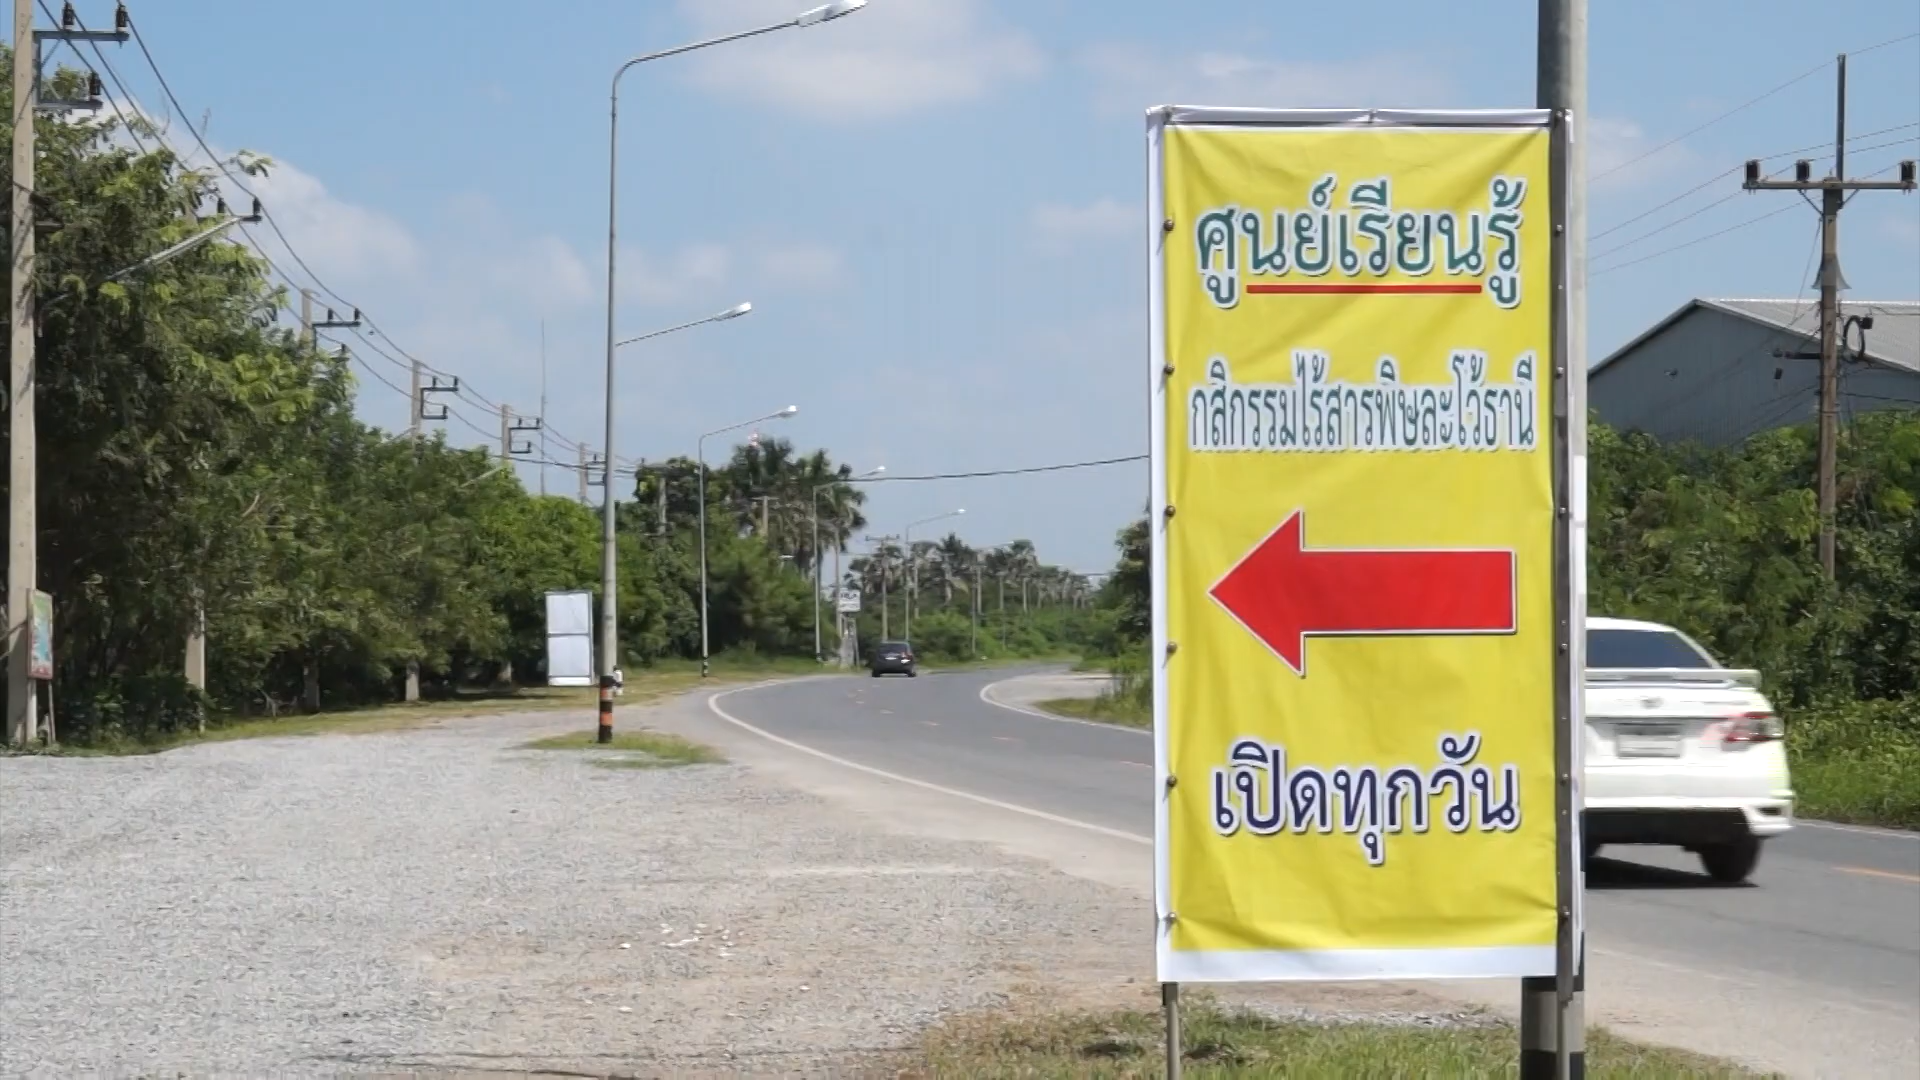 ศูนย์เรียนรู้
กสิกรรมไร้สารพิษละโว้ธานี
เปิดทุกวัน